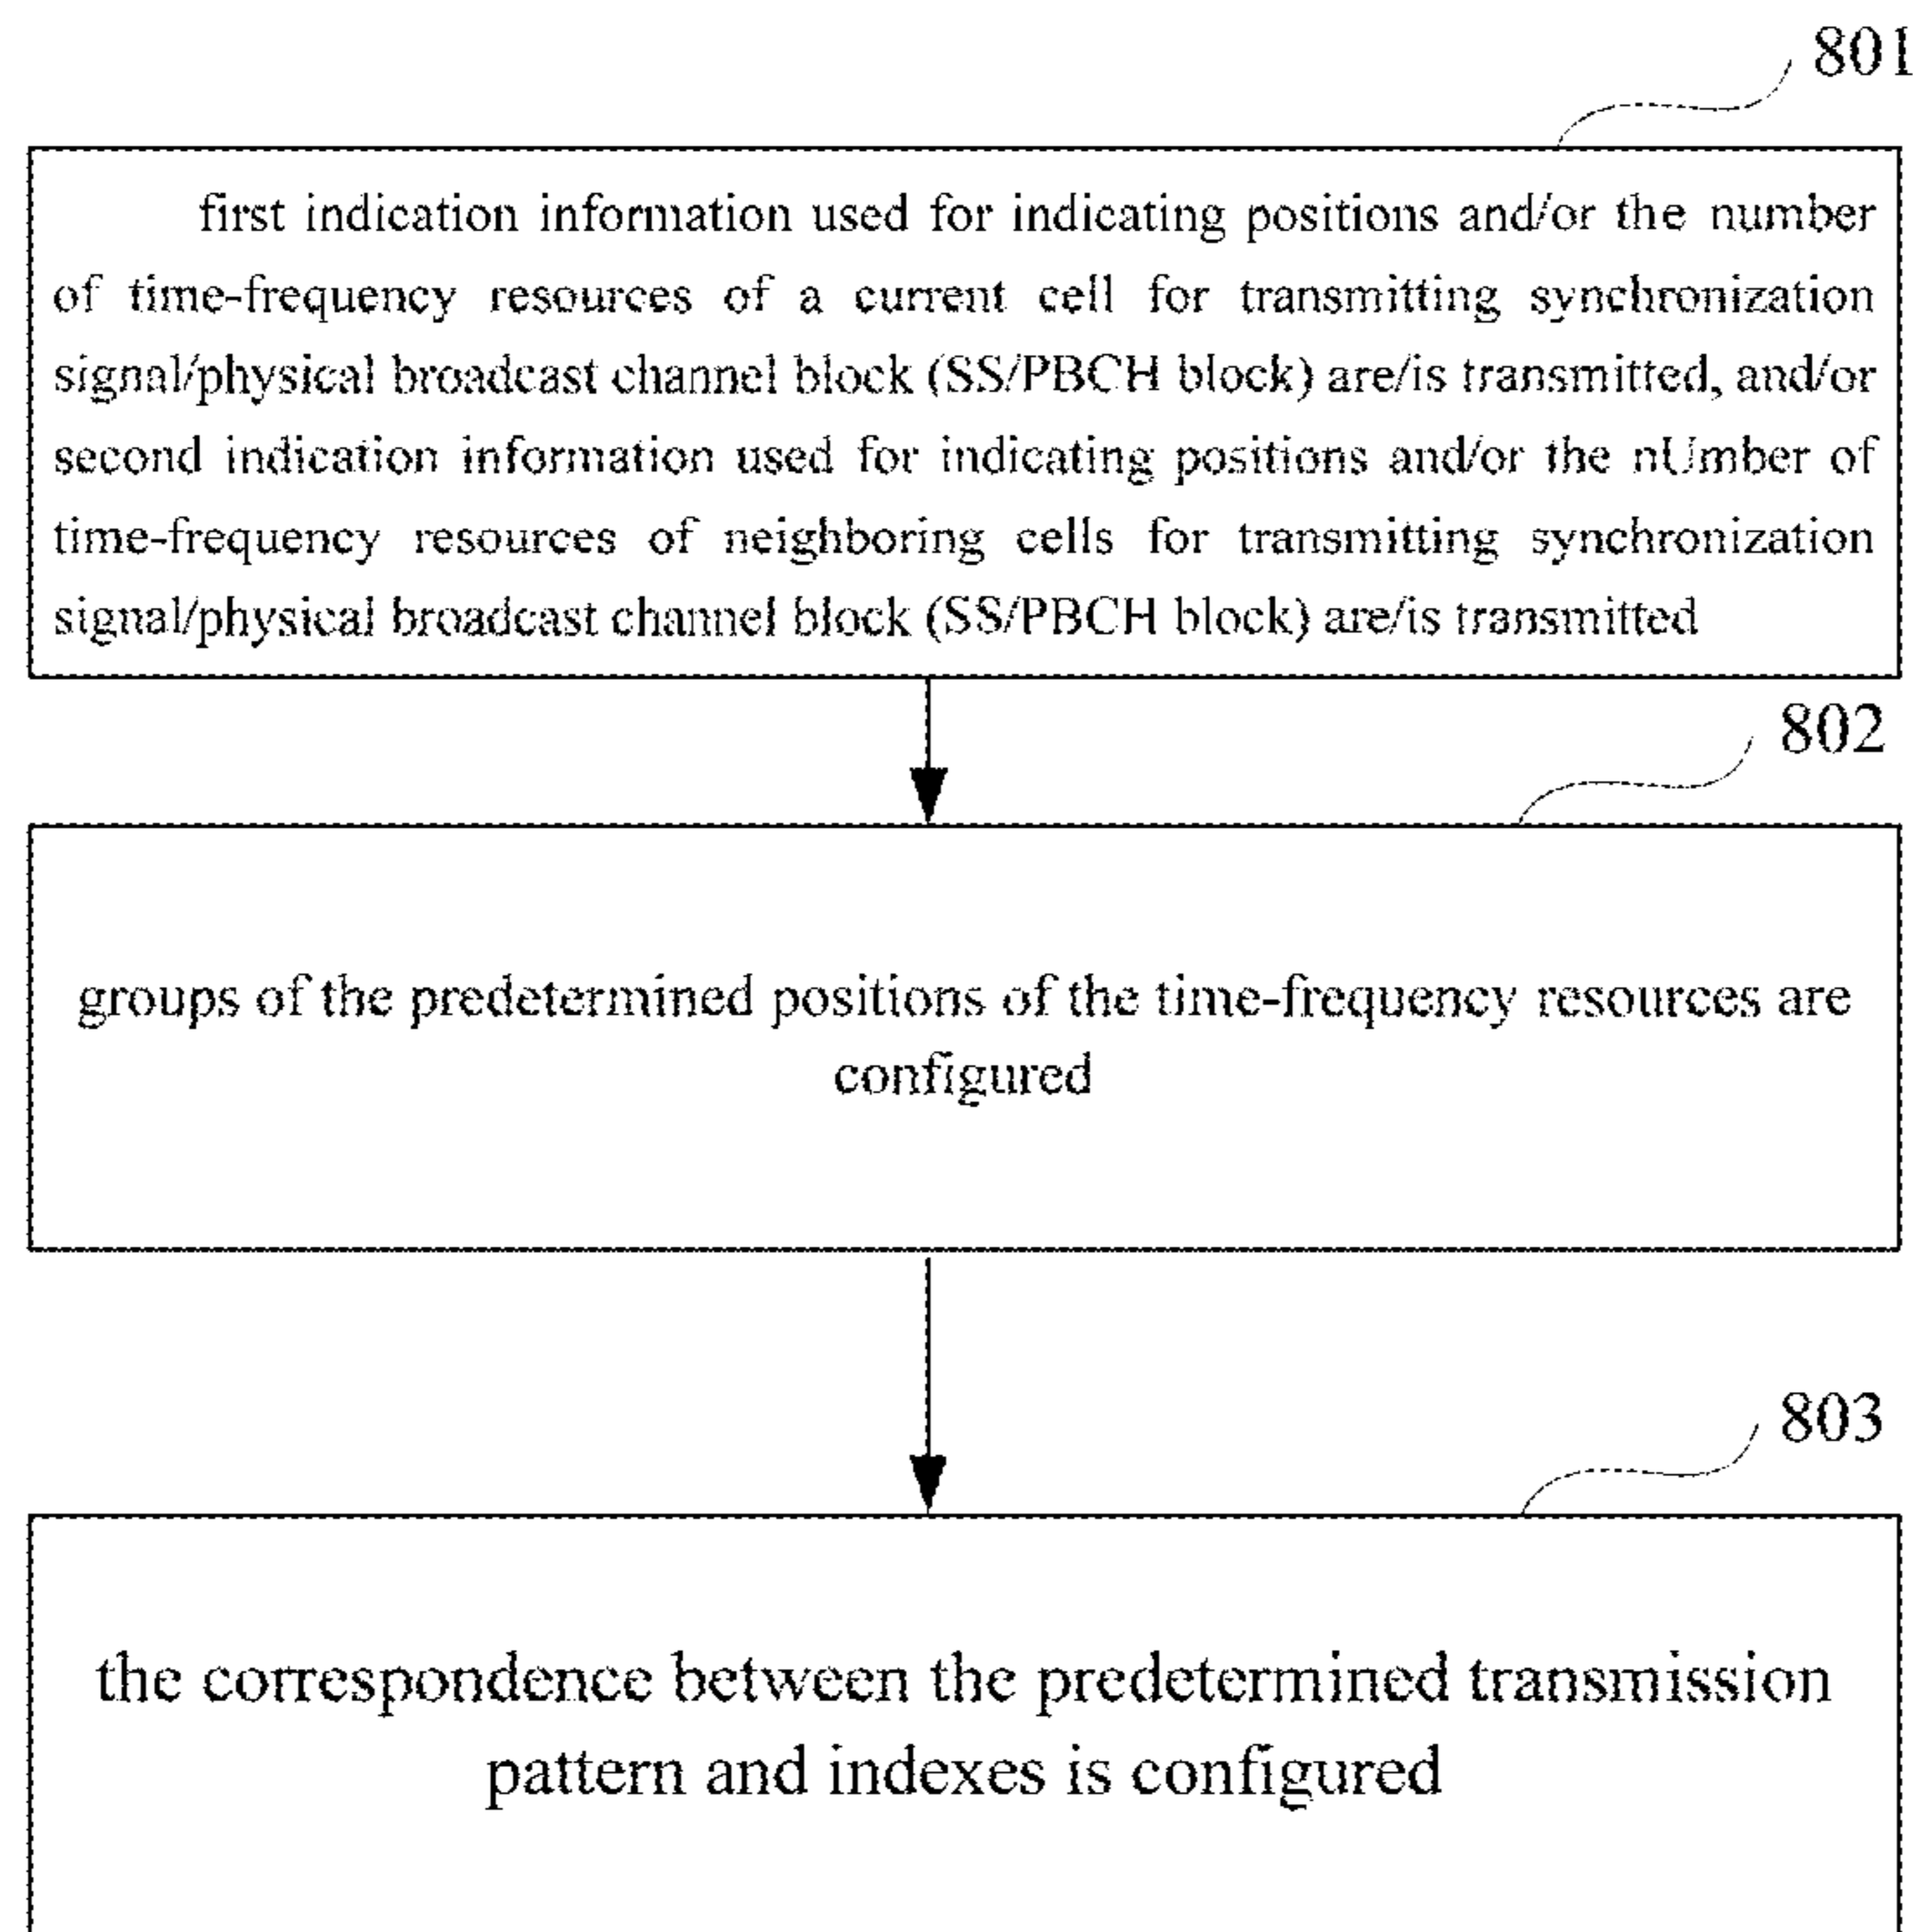 801
first indication information used for indicating positions and/or the number
of time-frequency resources of a current cell for transmitting synchronization
signal/physical broadcast channel block (SS/PBCH block) are/is transmitted, and/or
second indication information used for indicating positions and/or the nUmber of
time-frequency resources of neighboring cells for transmitting synchronization
signal/physical broadcast channel block (SS/PBCH block) are/is transmitted
802
groups of the predetermined positions of the time-frequency resources are
configured
803
the correspondence between the predetermined transmission
pattern and indexes is configured